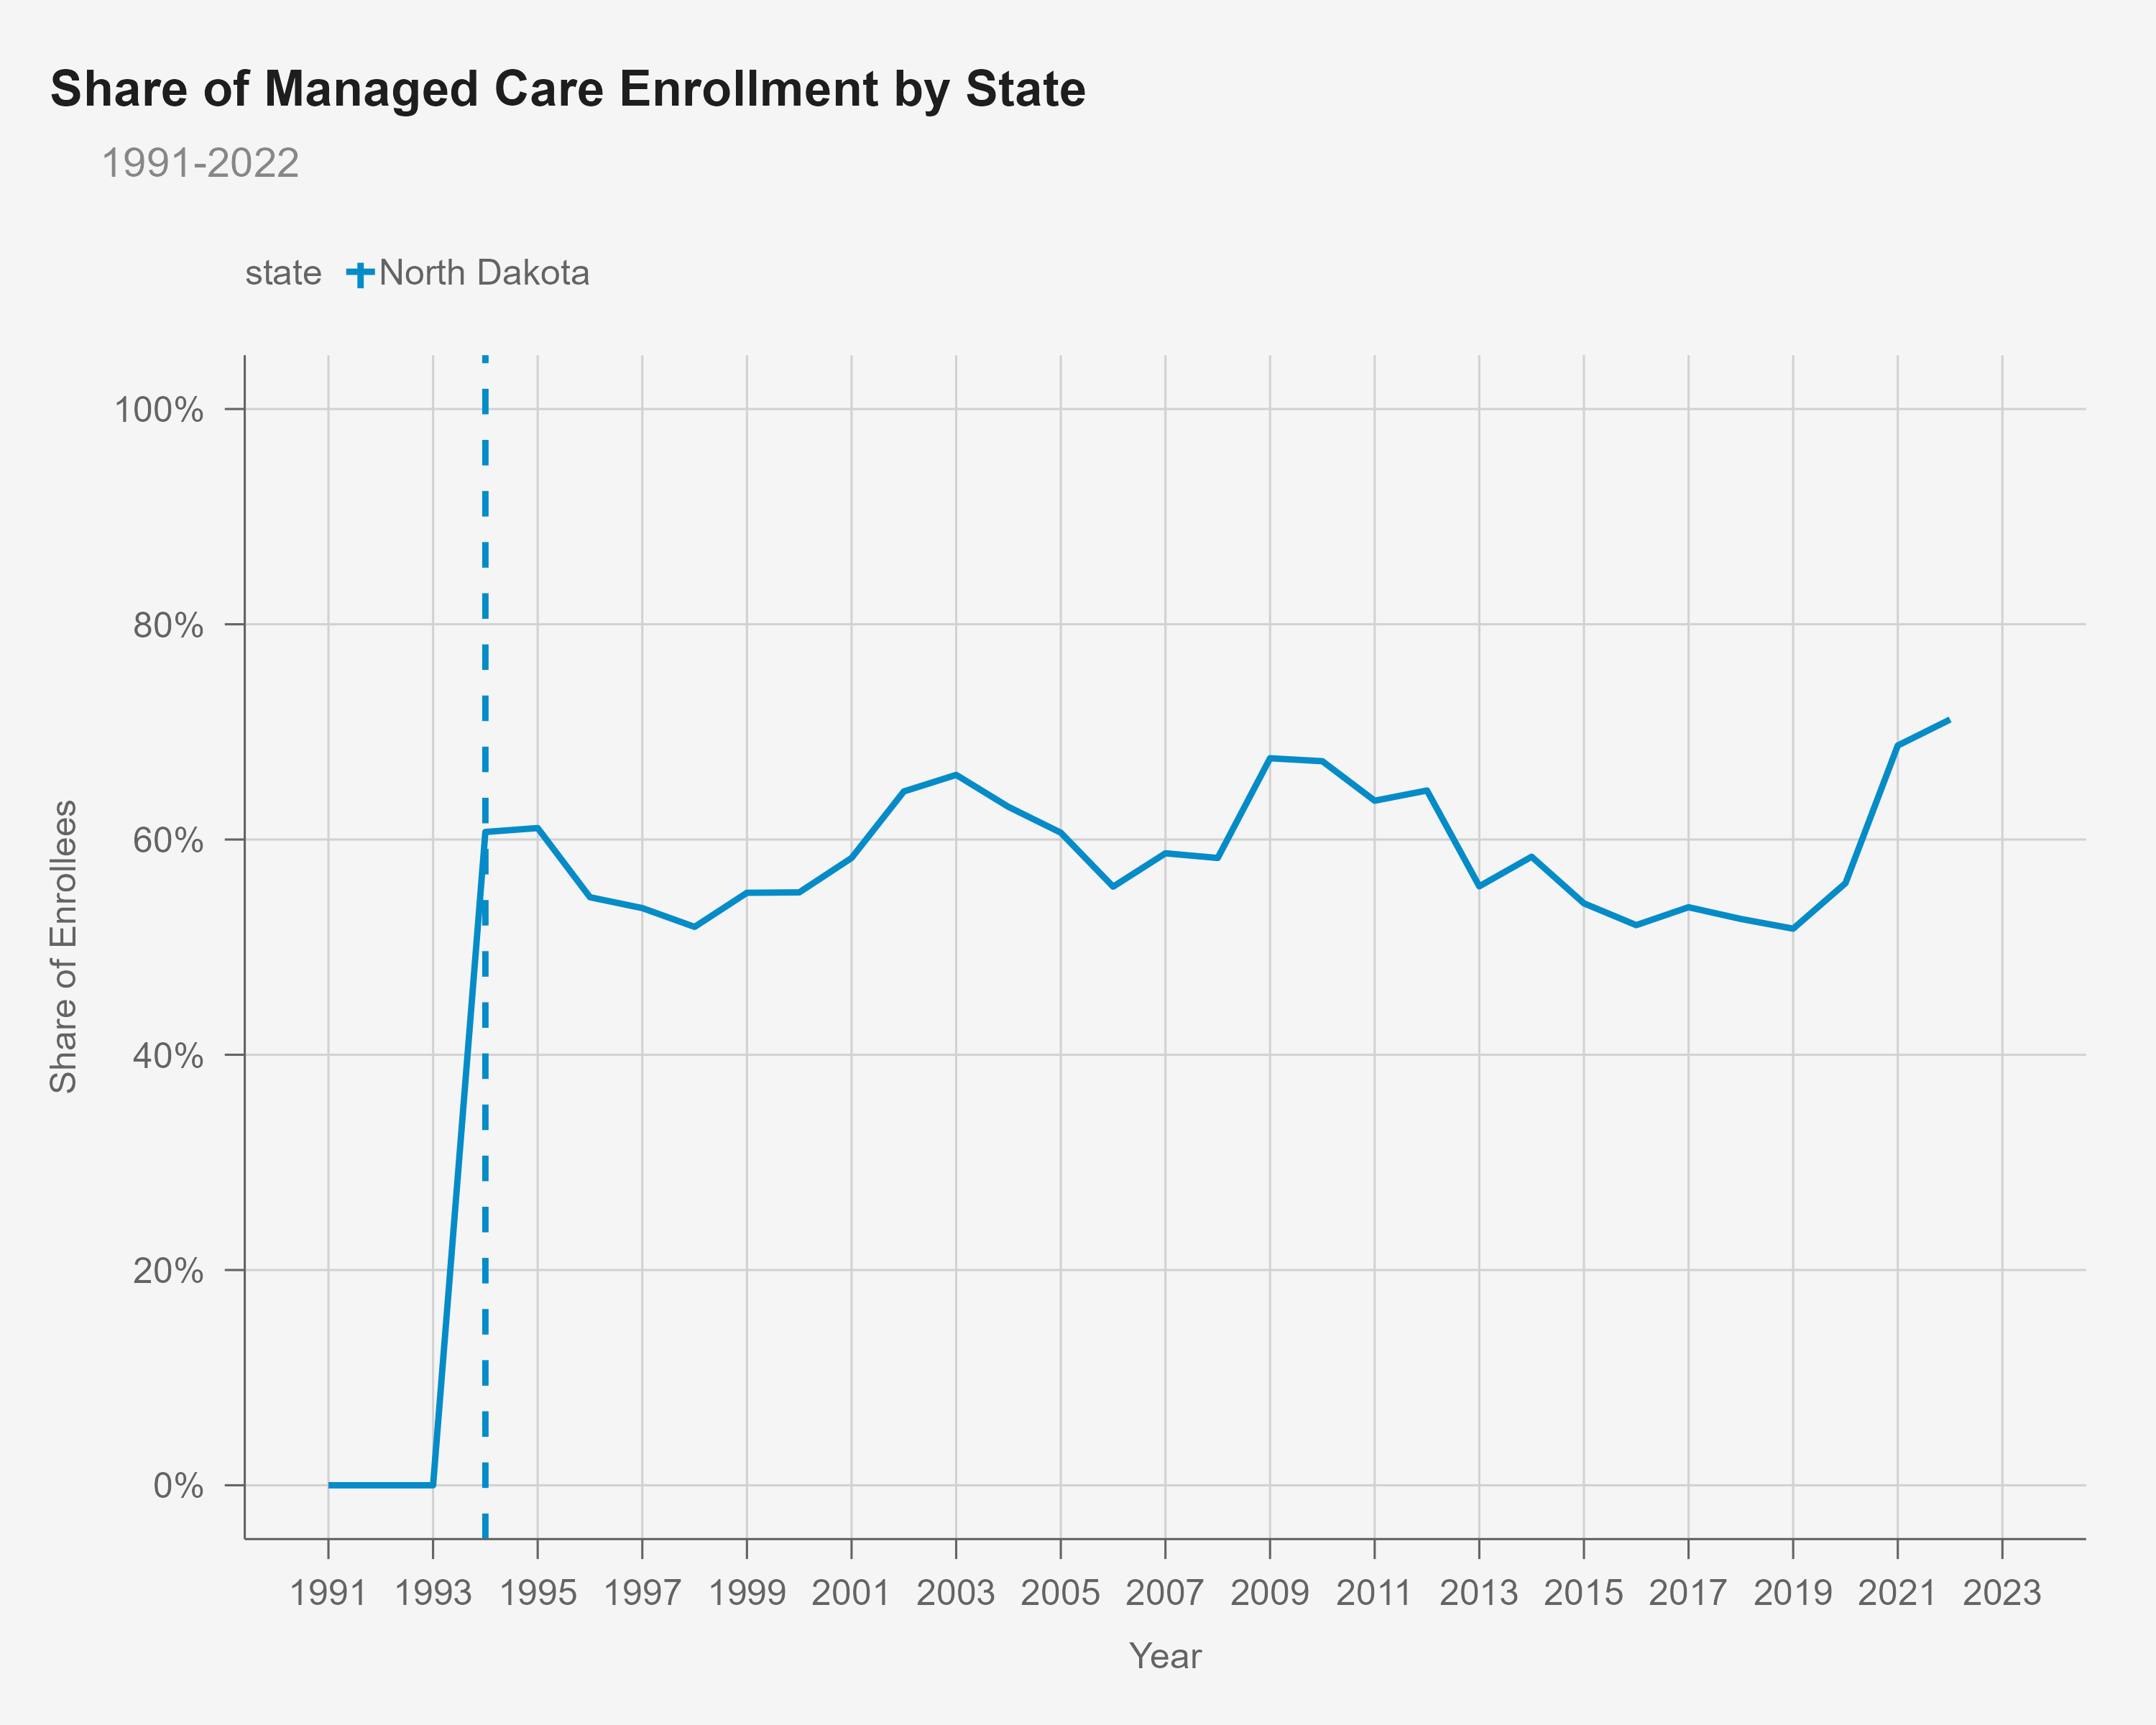 Share of Managed Care Enrollment by State
1991-2022
state North Dakota
100%
80%
60%
40%
20%
0%
Share of Enrollees
1991 1993 1995 1997 1999 2001 2003 2005 2007 2009 2011 2013 2015 2017 2019 2021 2023
Year